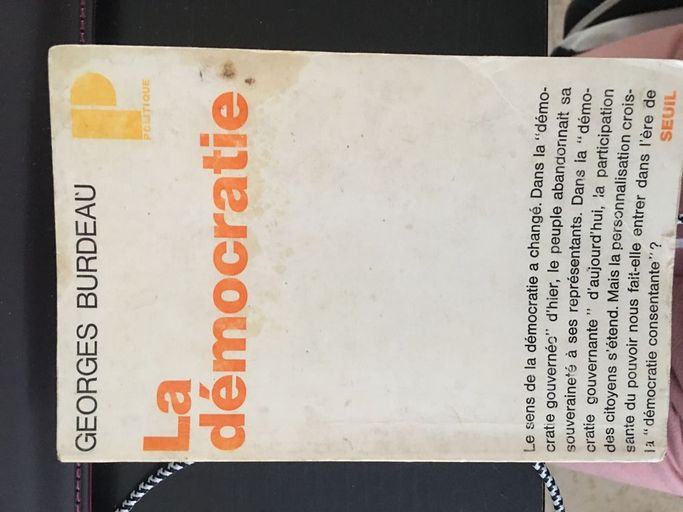 GEORGES BURDEAU
P
POLITIQUE
La
démocratie
Le sens de la démocratie a changé. Dans la "démo-
cratie gouvernée" d'hier, le peuple abandonnait sa
souveraineté à ses représentants. Dans la "démo-
cratie gouvernante" d'aujourd'hui, la participation
des citoyens s'étend. Mais la personnalisation crois-
sante du pouvoir nous fait-elle entrer dans l'ère de
la "démocratie consentante"?
SEUIL